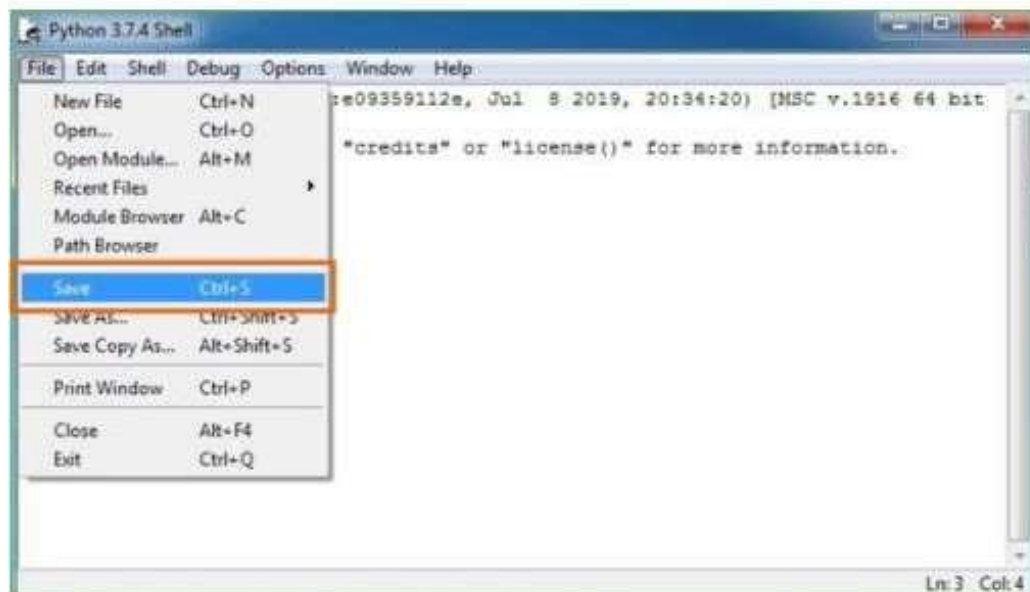 Python 3.7.4 Shell
File Edit Shell Debug Options Window Help
New File Ctrl+N
:e09359112e, Jul 8 2019, 20:34:20) [MSC v.1916 64 bit
Open... Ctrl+O
Open Module... Alt+M
"credits" or "license()" for more information.
Recent Files
Module Browser Alt+C
Path Browser
Save Ctrl+S
Save As... Ctrl+Shift+S
Save Copy As... Alt+Shift+S
Print Window Ctrl+P
Close Alt+F4
Exit Ctrl+Q
Ln: 3 Col: 4